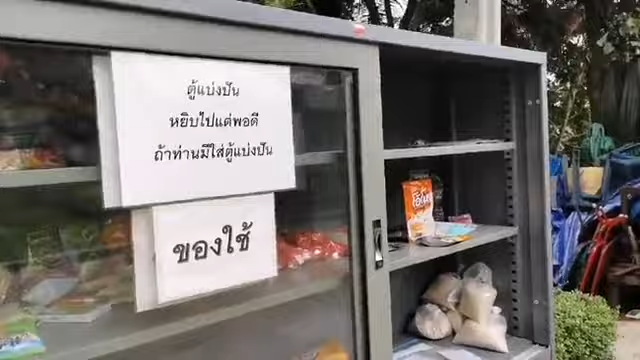 ตู้แบ่งปัน
หยิบไปแต่พอดี
ถ้าท่านมีใส่ตู้แบ่งปัน
ของใช้